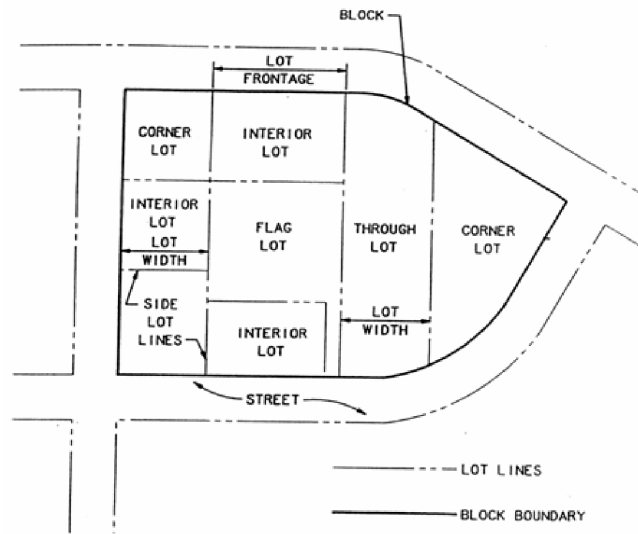 BLOCK
LOT
FRONTAGE
CORNER
LOT
INTERIOR
LOT
INTERIOR
LOT
LOT
WIDTH
FLAG
LOT
THROUGH
LOT
CORNER
LOT
SIDE
LOT
LINES
INTERIOR
LOT
LOT
WIDTH
STREET
LOT LINES
BLOCK BOUNDARY